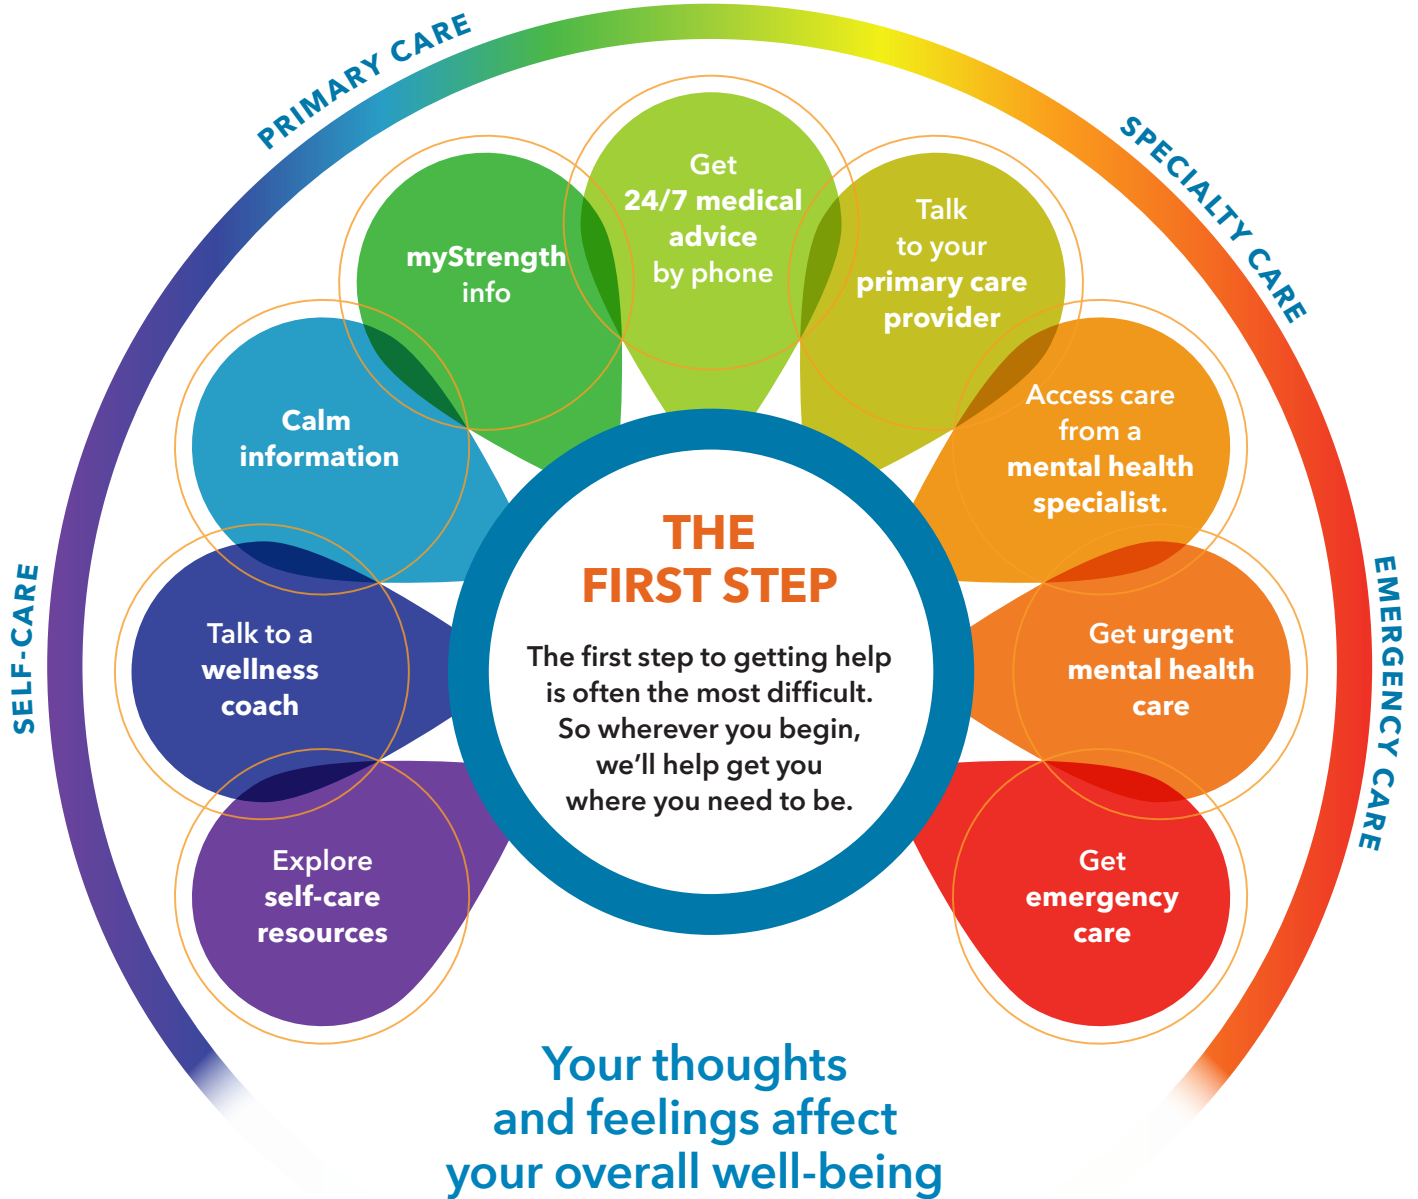 PRIMARY CARE
SPECIALTY CARE
SELF-CARE
EMERGENCY CARE
Explore
self-care
resources
Talk to a
wellness
coach
Calm
information
myStrength
info
Get
24/7 medical
advice
by phone
Talk
to your
primary care
provider
Access care
from a
mental health
specialist.
Get urgent
mental health
care
Get
emergency
care
THE
FIRST STEP
The first step to getting help
is often the most difficult.
So wherever you begin,
we’ll help get you
where you need to be.
Your thoughts
and feelings affect
your overall well-being